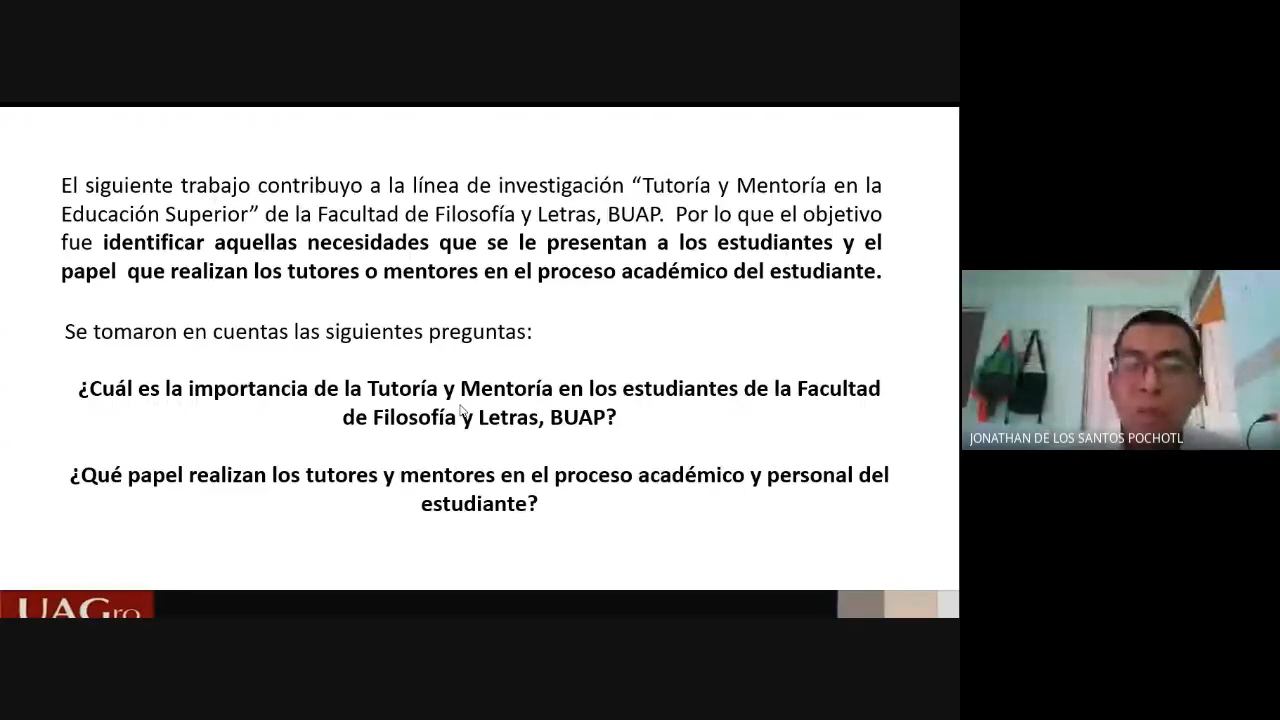 El siguiente trabajo contribuyo a la línea de investigación “Tutoría y Mentoría en la
Educación Superior” de la Facultad de Filosofía y Letras, BUAP. Por lo que el objetivo
fue identificar aquellas necesidades que se le presentan a los estudiantes y el
papel que realizan los tutores o mentores en el proceso académico del estudiante.
Se tomaron en cuentas las siguientes preguntas:
¿Cuál es la importancia de la Tutoría y Mentoría en los estudiantes de la Facultad
de Filosofía y Letras, BUAP?
¿Qué papel realizan los tutores y mentores en el proceso académico y personal del
estudiante?
UAGro
JONATHAN DE LOS SANTOS POCHOTL